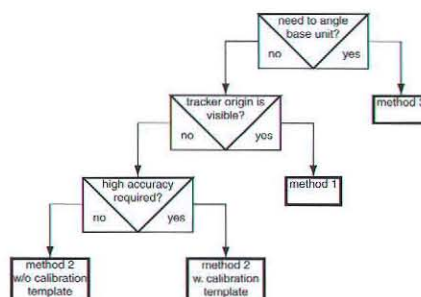 need to angle
base unit?
no yes
tracker origin is
visible?
no yes
method 3
high accuracy
required?
no yes
method 1
method 2
w/o calibration
template
method 2
w. calibration
template